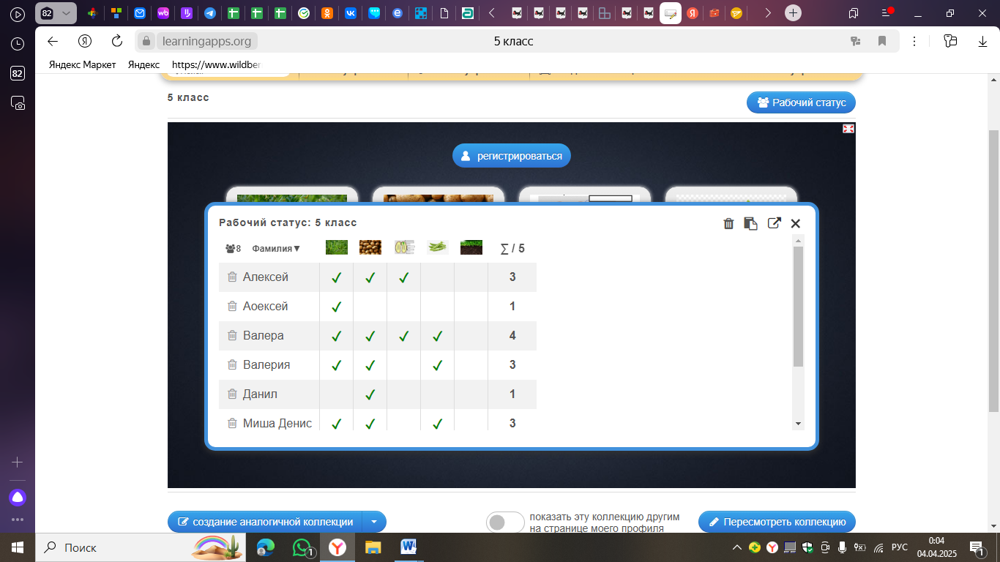 82
learningapps.org
5 класс
Яндекс Маркет Яндекс https://www.wildber
82
5 класс
Рабочий статус
регистрироваться
Рабочий статус: 5 класс
8 Фамилия▼ ∑ / 5
Алексей ✓ ✓ ✓ 3
Аоексей ✓ 1
Валера ✓ ✓ ✓ ✓ 4
Валерия ✓ ✓ ✓ 3
Данил ✓ 1
Миша Денис ✓ ✓ ✓ 3
создание аналогичной коллекции
показать эту коллекцию другим
на странице моего профиля
Пересмотреть коллекцию
Поиск
1
РУС
0:04
04.04.2025
1